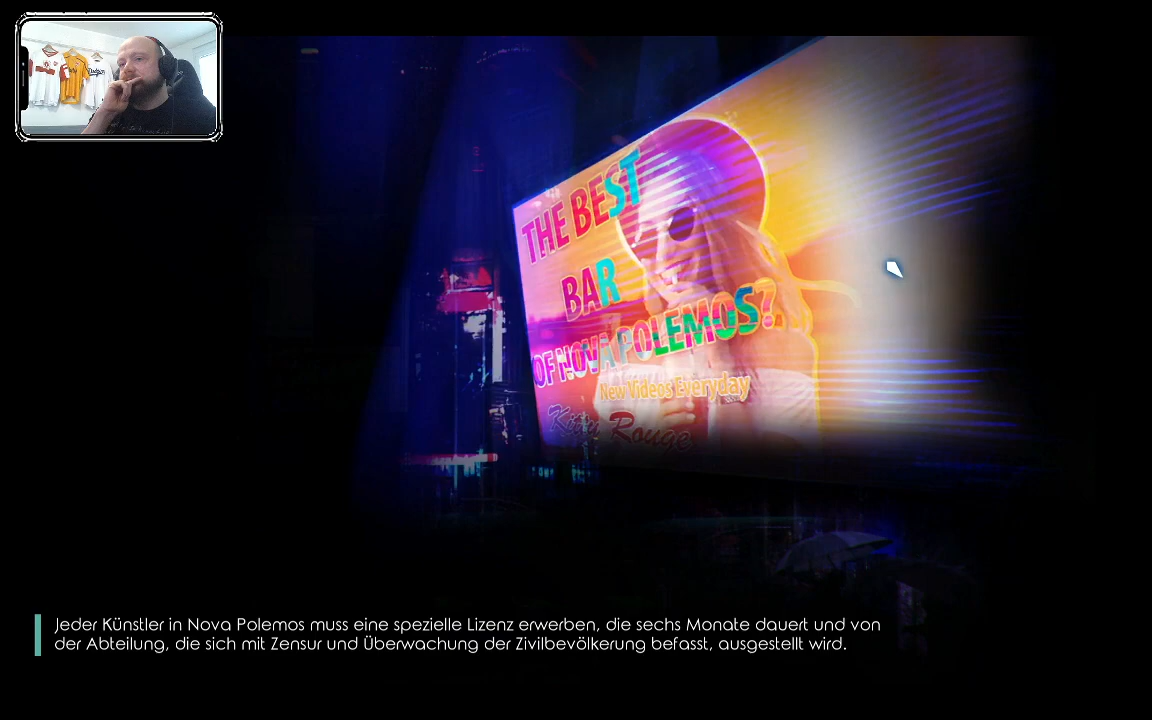 THE BEST
BAR
OF NOVA POLEMOS?
New Videos Everyday
Kitty Rouge
Jeder Künstler in Nova Polemos muss eine spezielle Lizenz erwerben, die sechs Monate dauert und von
der Abteilung, die sich mit Zensur und Überwachung der Zivilbevölkerung befasst, ausgestellt wird.